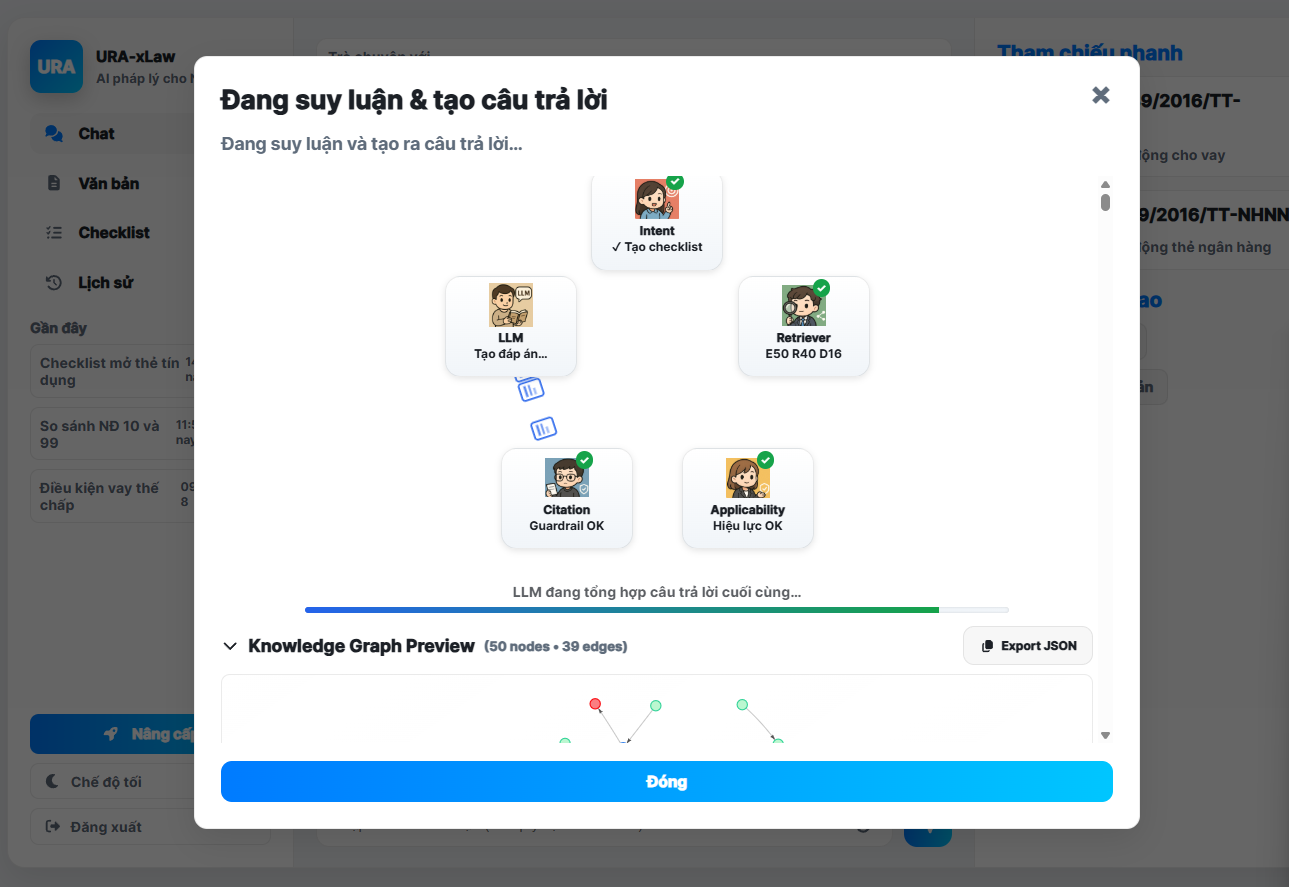 URA
URA-xLaw
AI pháp lý cho
Chat
Văn bản
Checklist
Lịch sử
Gần đây
Checklist mở thẻ tín
dụng
So sánh NĐ 10 và
99
Điều kiện vay thế
chấp
Nâng cấp
Chế độ tối
Đăng xuất
Trò chuyện với
Đang suy luận & tạo câu trả lời
Đang suy luận và tạo ra câu trả lời...
Intent
✓ Tạo checklist
LLM
LLM
Tạo đáp án...
Retriever
E50 R40 D16
Citation
Guardrail OK
Applicability
Hiệu lực OK
LLM đang tổng hợp câu trả lời cuối cùng...
Knowledge Graph Preview (50 nodes • 39 edges)
Export JSON
Đóng
Tham chiếu nhanh
9/2016/TT-
cho vay
9/2016/TT-NHNN
thẻ ngân hàng